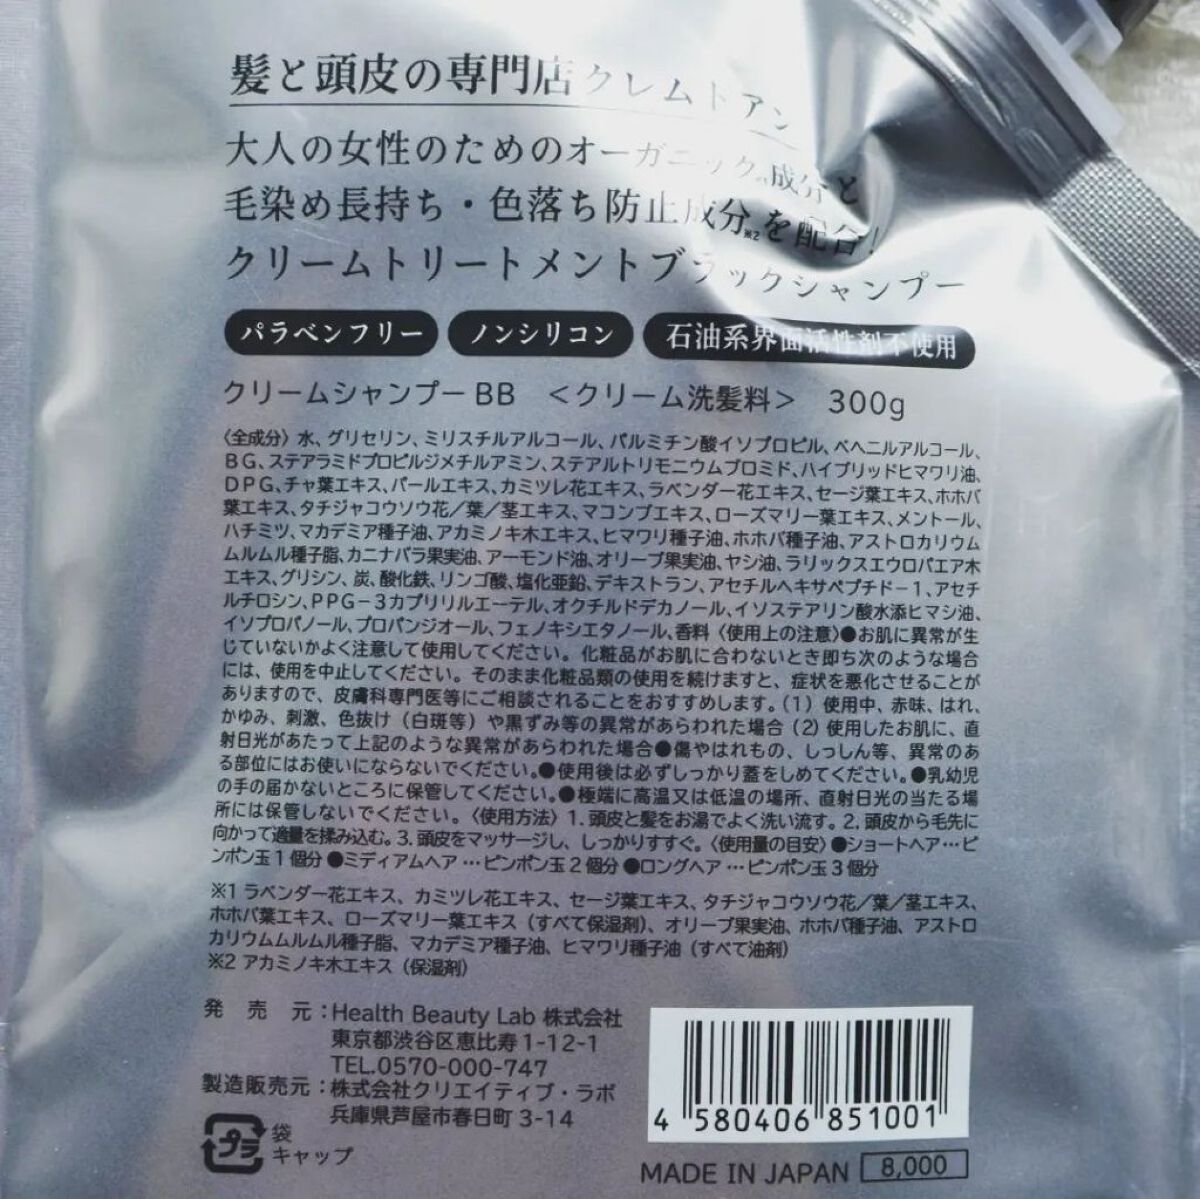 髪と頭皮の専門店クレムドアン
大人の女性のためのオーガニック成分と
毛染め長持ち・色落ち防止成分※2を配合!
クリームトリートメントブラックシャンプー
パラベンフリー ノンシリコン 石油系界面活性剤不使用
クリームシャンプーBB <クリーム洗髪料> 300g
〈全成分〉水、グリセリン、ミリスチルアルコール、パルミチン酸イソプロピル、ベヘニルアルコール、
BG、ステアラミドプロピルジメチルアミン、ステアルトリモニウムブロミド、ハイブリッドヒマワリ油、
DPG、チャ葉エキス、パールエキス、カミツレ花エキス、ラベンダー花エキス、セージ葉エキス、ホホバ
葉エキス、タチジャコウソウ花/葉/茎エキス、マコンブエキス、ローズマリー葉エキス、メントール、
ハチミツ、マカデミア種子油、アカミノキ木エキス、ヒマワリ種子油、ホホバ種子油、アストロカリウム
ムルムル種子脂、カニナバラ果実油、アーモンド油、オリーブ果実油、ヤシ油、ラリックスエウロパエア木
エキス、グリシン、炭、酸化鉄、リンゴ酸、塩化亜鉛、デキストラン、アセチルヘキサペプチド-1、アセチ
ルチロシン、PPG-3カプリリルエーテル、オクチルドデカノール、イソステアリン酸水添ヒマシ油、
イソプロパノール、プロパンジオール、フェノキシエタノール、香料〈使用上の注意〉●お肌に異常が生
じていないかよく注意して使用してください。化粧品がお肌に合わないとき即ち次のような場合
には、使用を中止してください。そのまま化粧品類の使用を続けますと、症状を悪化させることが
ありますので、皮膚科専門医等にご相談されることをおすすめします。(1)使用中、赤味、はれ、
かゆみ、刺激、色抜け(白斑等)や黒ずみ等の異常があらわれた場合(2)使用したお肌に、直
射日光があたって上記のような異常があらわれた場合●傷やはれもの、しっしん等、異常のあ
る部位にはお使いにならないでください。●使用後は必ずしっかり蓋をしめてください。●乳幼児
の手の届かないところに保管してください。●極端に高温又は低温の場所、直射日光の当たる場
所には保管しないでください。〈使用方法〉1.頭皮と髪をお湯でよく洗い流す。2.頭皮から毛先に
向かって適量を揉み込む。3.頭皮をマッサージし、しっかりすすぐ。〈使用量の目安〉●ショートヘア…ピ
ンポン玉1個分●ミディアムヘア…ピンポン玉2個分●ロングヘア…ピンポン玉3個分
※1 ラベンダー花エキス、カミツレ花エキス、セージ葉エキス、タチジャコウソウ花/葉/茎エキス、
ホホバ葉エキス、ローズマリー葉エキス(すべて保湿剤)、オリーブ果実油、ホホバ種子油、アストロ
カリウムムルムル種子脂、マカデミア種子油、ヒマワリ種子油(すべて油剤)
※2 アカミノキ木エキス(保湿剤)
発売元:Health Beauty Lab 株式会社
東京都渋谷区恵比寿1-12-1
TEL.0570-000-747
製造販売元:株式会社クリエイティブ・ラボ
兵庫県芦屋市春日町3-14
プラ 袋
キャップ
4 580406 851001
MADE IN JAPAN 8,000